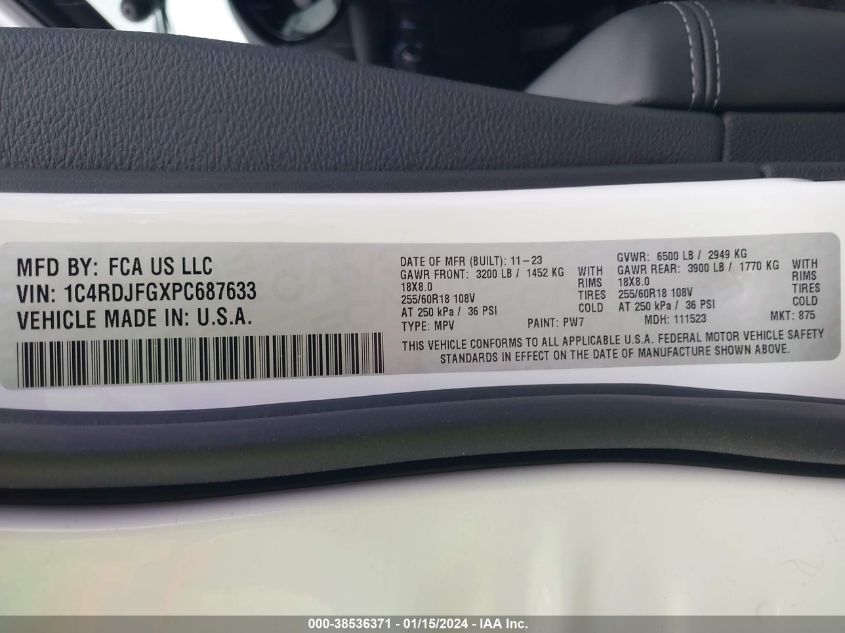 MFD BY: FCA US LLC
VIN: 1C4RDJFGXPC687633
VEHICLE MADE IN: U.S.A.
DATE OF MFR (BUILT): 11-23 GVWR: 6500 LB / 2949 KG
GAWR FRONT: 3200 LB / 1452 KG WITH GAWR REAR: 3900 LB / 1770 KG WITH
18X8.0 RIMS 18X8.0 RIMS
255/60R18 108V TIRES 255/60R18 108V TIRES
AT 250 kPa / 36 PSI COLD AT 250 kPa / 36 PSI COLD
TYPE: MPV PAINT: PW7 MDH: 111523 MKT: 875
THIS VEHICLE CONFORMS TO ALL APPLICABLE U.S.A. FEDERAL MOTOR VEHICLE SAFETY
STANDARDS IN EFFECT ON THE DATE OF MANUFACTURE SHOWN ABOVE.
000-38536371 - 01/15/2024 - IAA Inc.